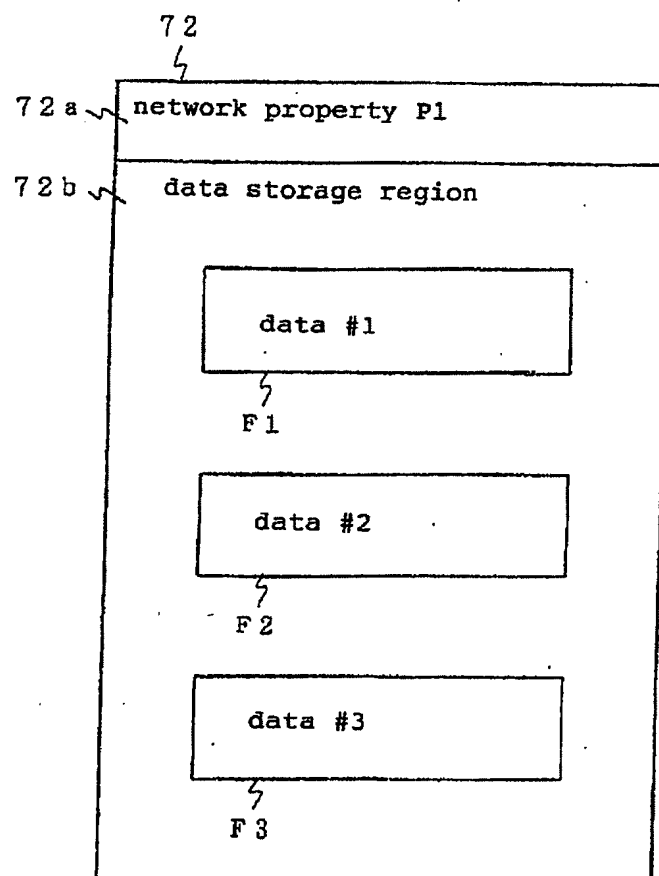 72
72a network property P1
72b data storage region
data #1
F1
data #2
F2
data #3
F3